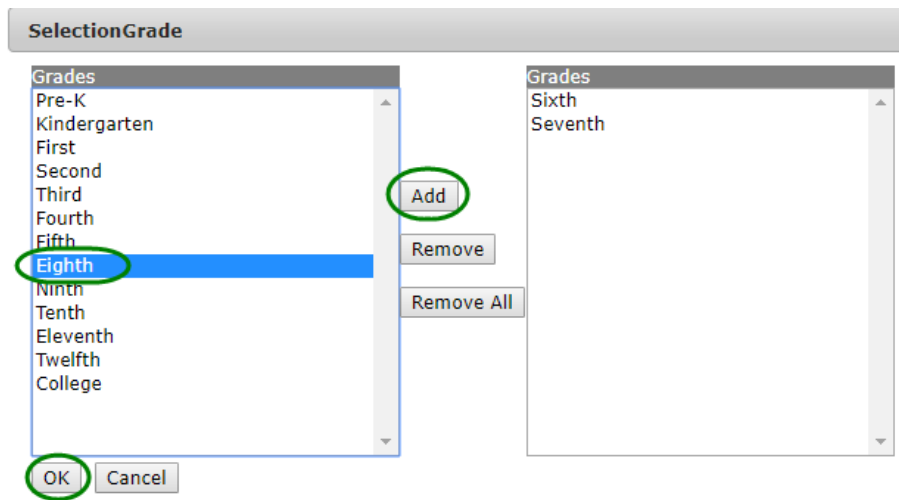 SelectionGrade
Grades
Pre-K
Kindergarten
First
Second
Third
Fourth
Fifth
Eighth
Ninth
Tenth
Eleventh
Twelfth
College
Add
Remove
Remove All
Grades
Sixth
Seventh
OK
Cancel